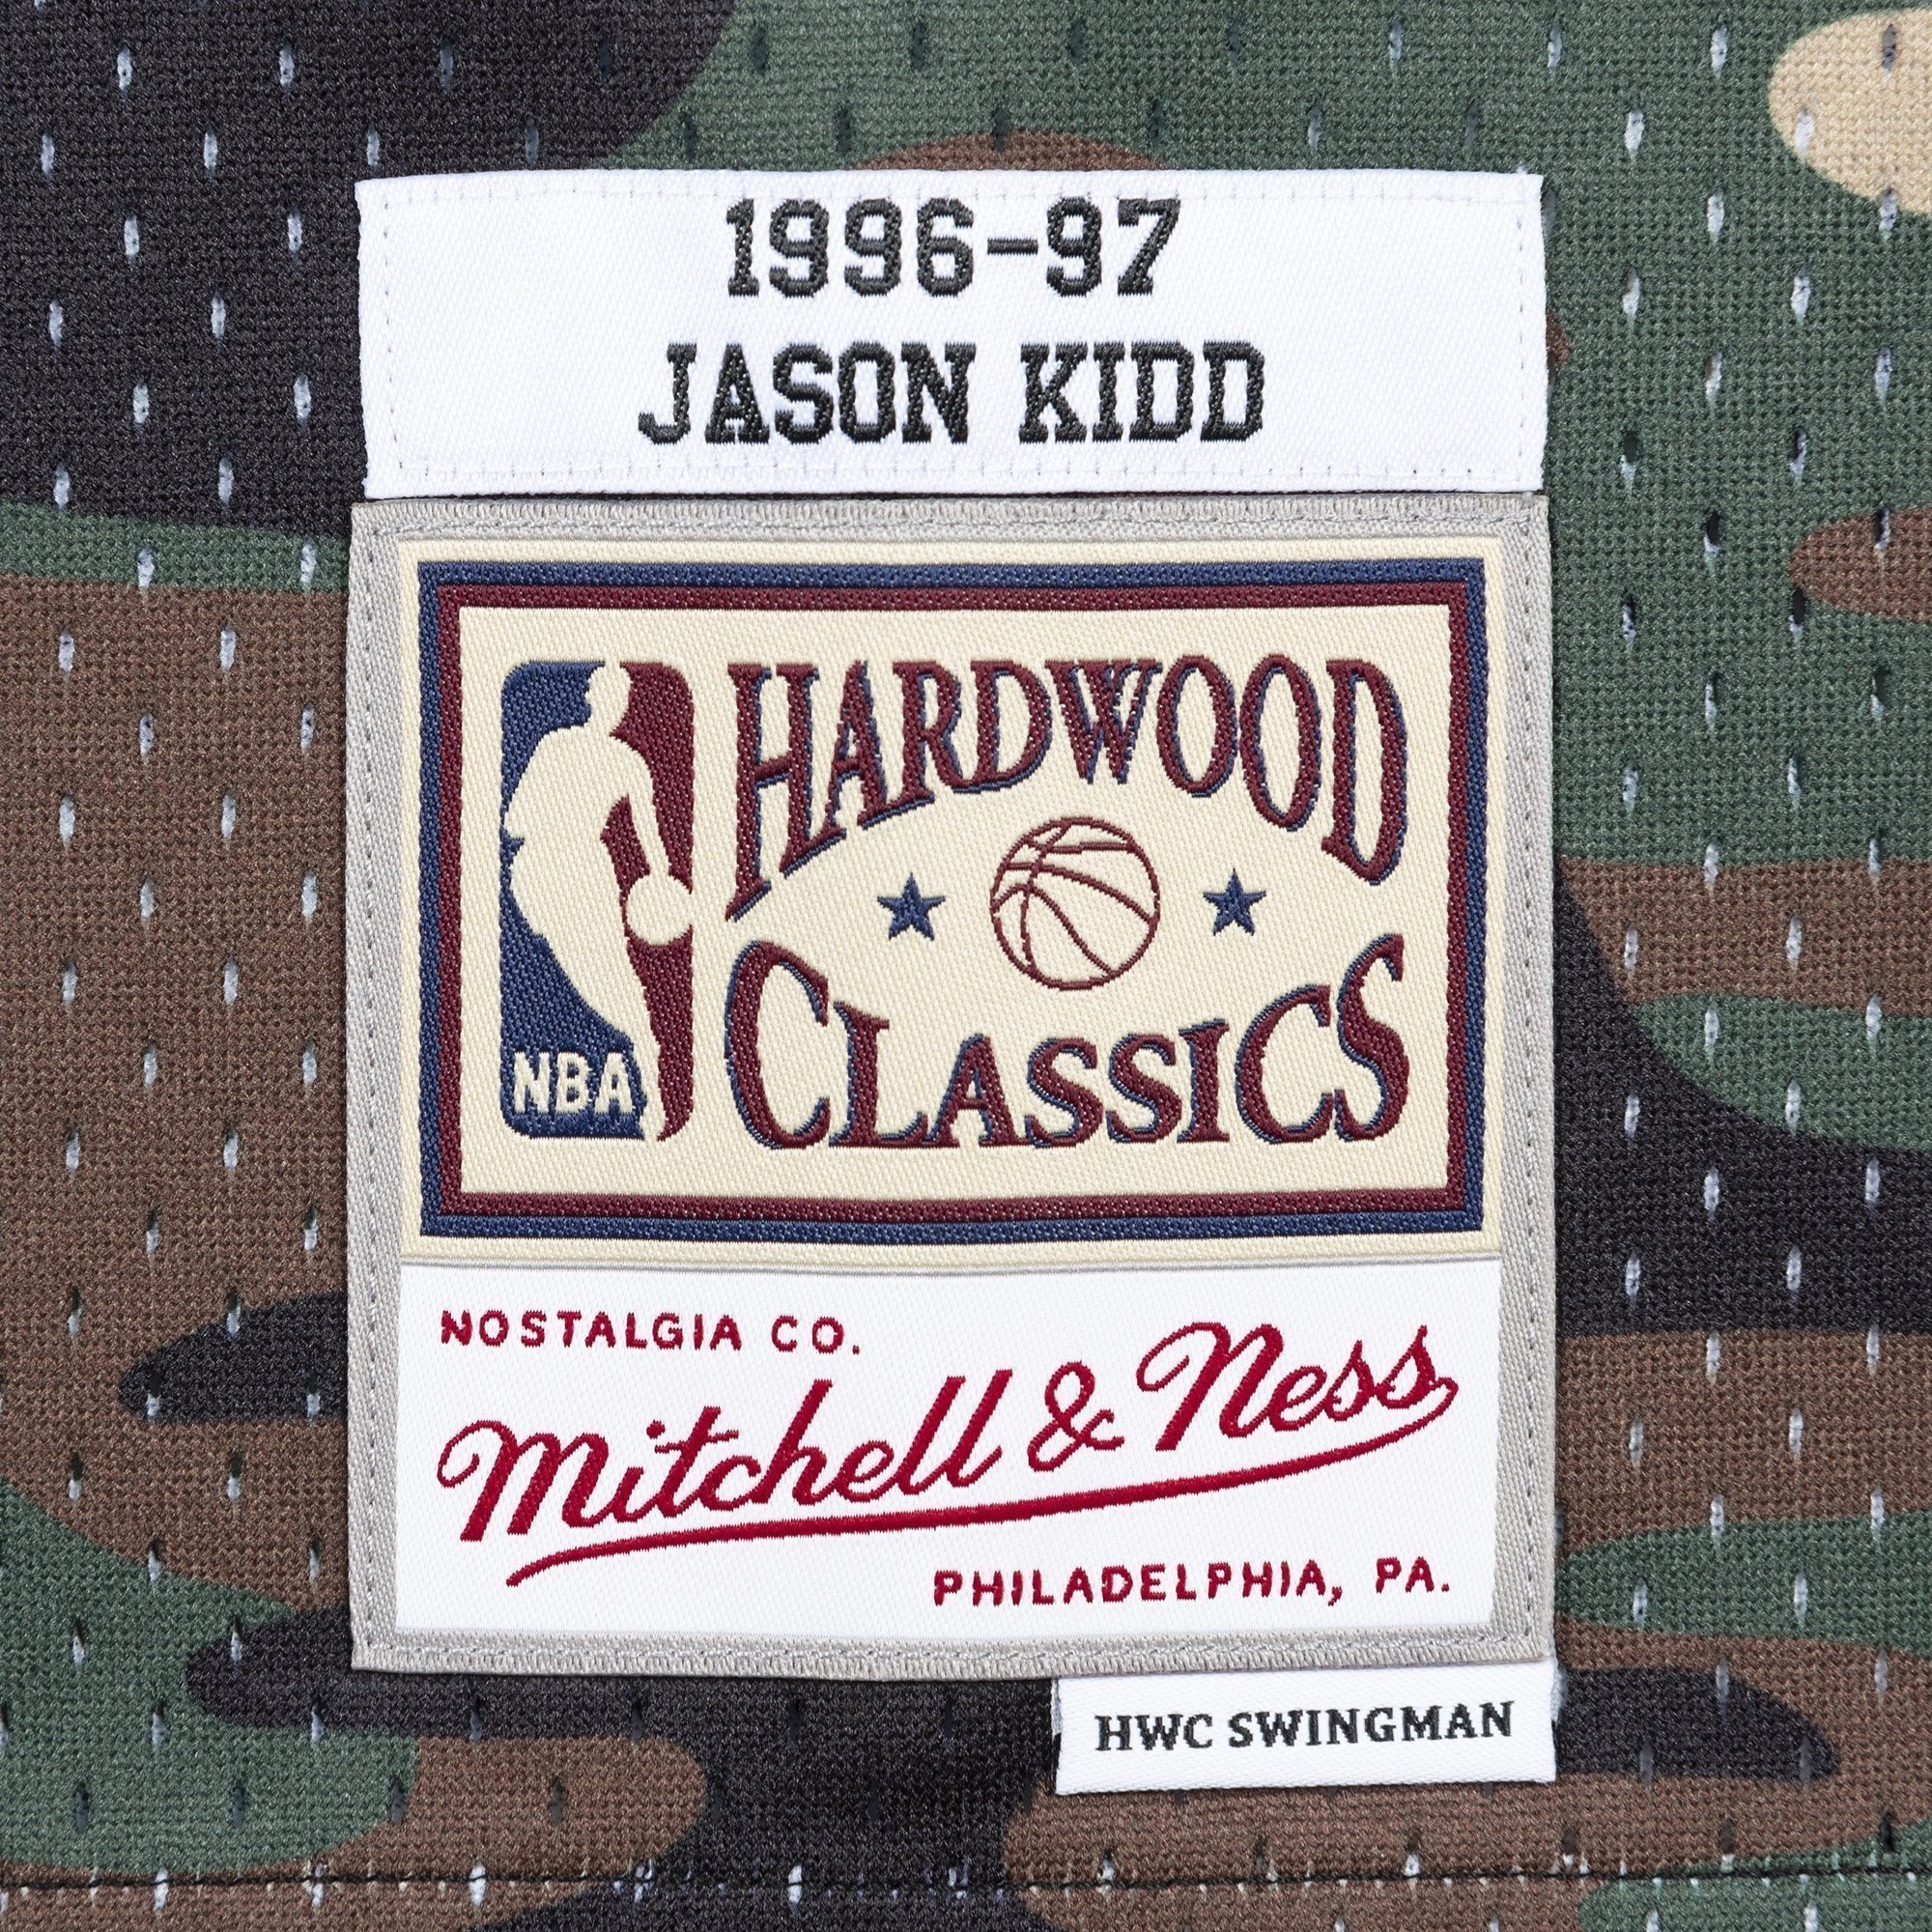 1996-97
JASON KIDD
NBA
HARDWOOD
CLASSICS
NOSTALGIA CO.
Mitchell & Ness
PHILADELPHIA, PA.
HWC SWINGMAN